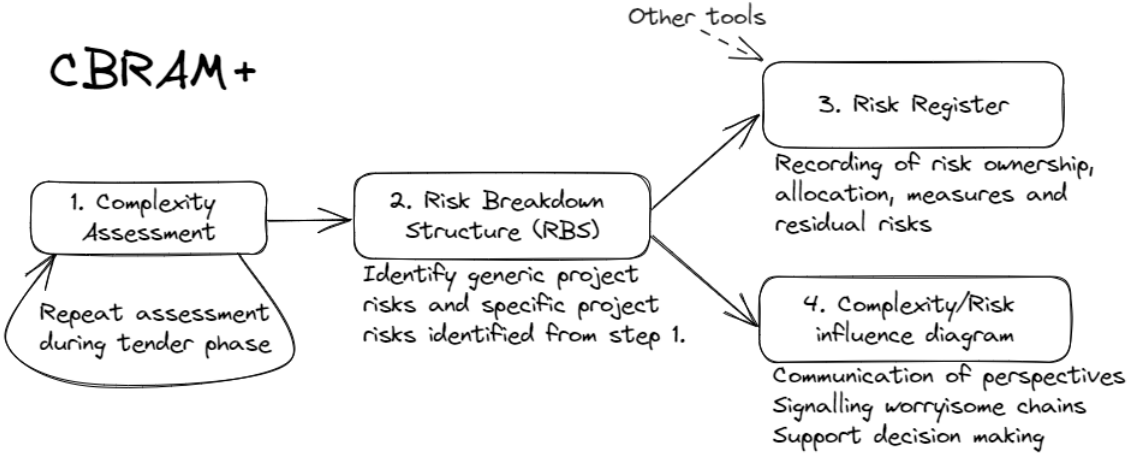 CBRAM+
Other tools
1. Complexity
Assessment
Repeat assessment
during tender phase
2. Risk Breakdown
Structure (RBS)
Identify generic project
risks and specific project
risks identified from step 1.
3. Risk Register
Recording of risk ownership,
allocation, measures and
residual risks
4. Complexity/Risk
influence diagram
Communication of perspectives
Signalling worryisome chains
Support decision making